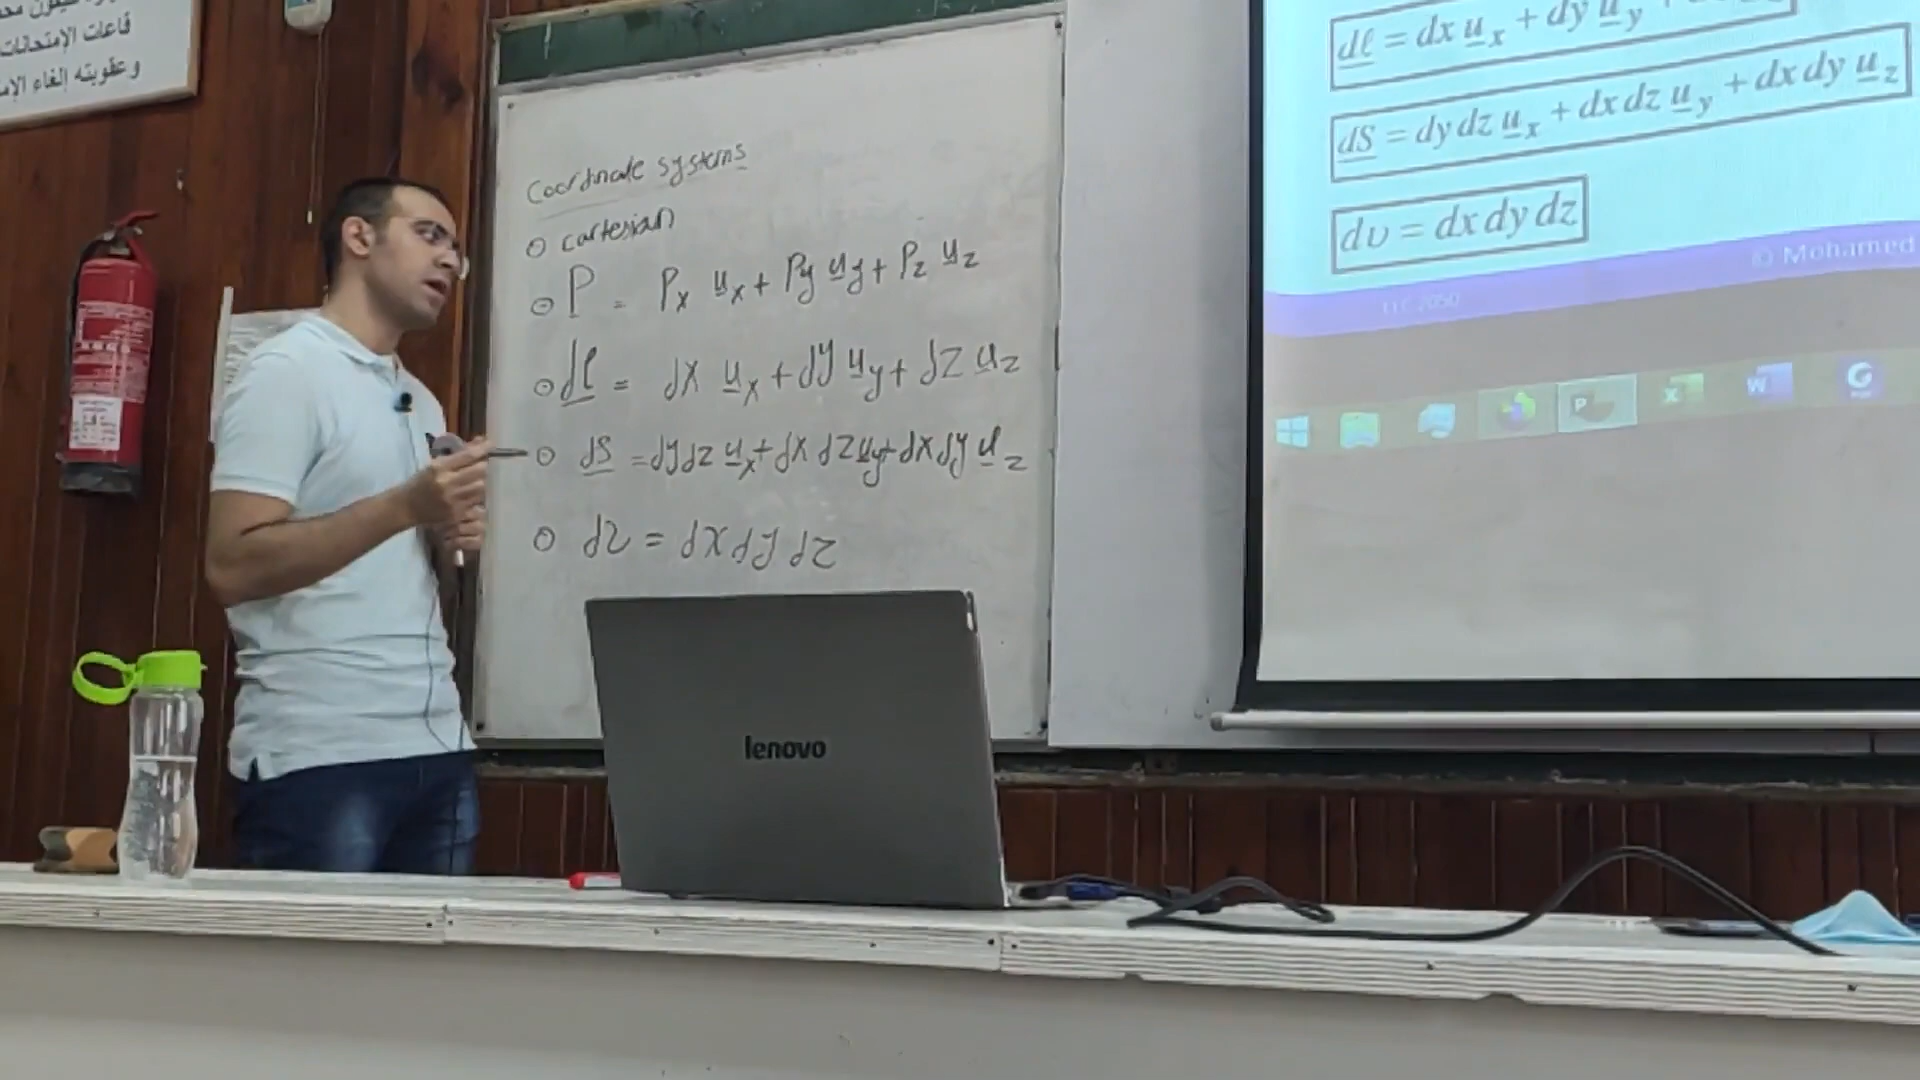 قاعات الإمتحانات
وعقوبته إلغاء الإم
Coordinate systems
cartesian
P = Px ux + Py uy + Pz uz
dl = dx ux + dy uy + dz uz
dS = dy dz ux + dx dz uy + dx dy uz
dv = dx dy dz
dℓ = dx ux + dy uy +
dS = dy dz ux + dx dz uy + dx dy uz
dυ = dx dy dz
© Mohamed
2050
lenovo